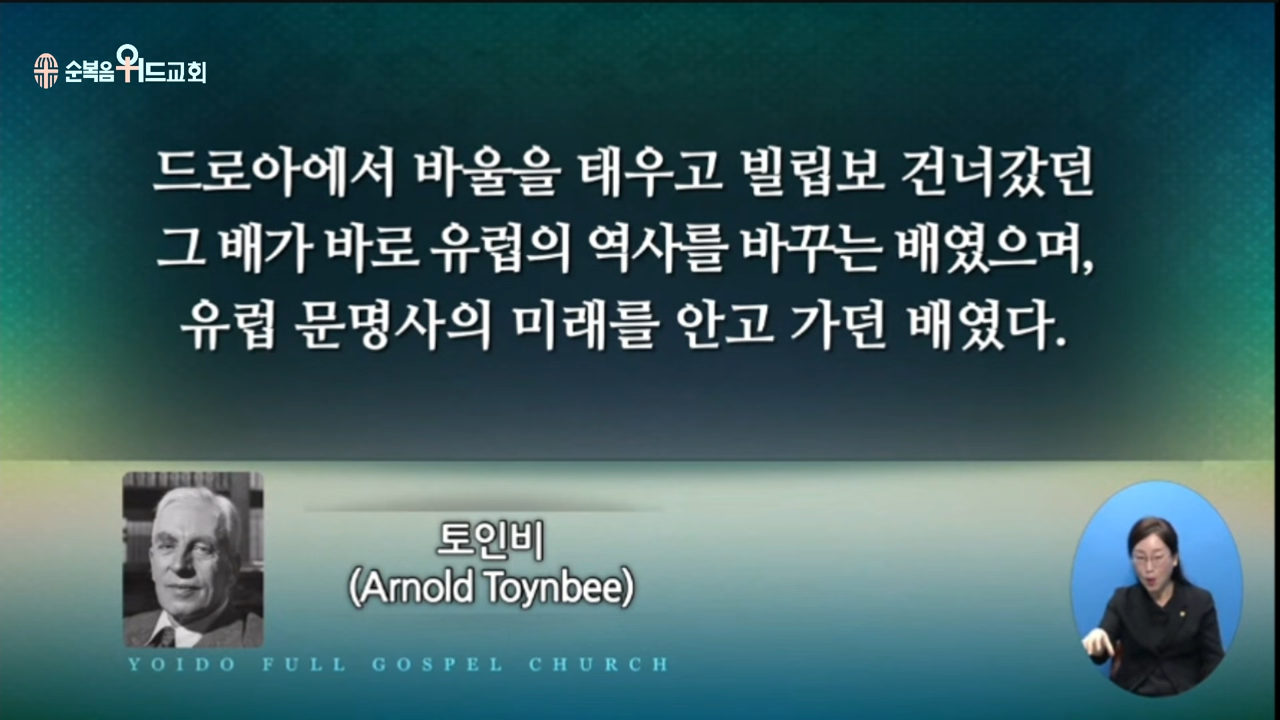 순복음위드교회
드로아에서 바울을 태우고 빌립보 건너갔던
그 배가 바로 유럽의 역사를 바꾸는 배였으며,
유럽 문명사의 미래를 안고 가던 배였다.
토인비
(Arnold Toynbee)
YOIDO FULL GOSPEL CHURCH